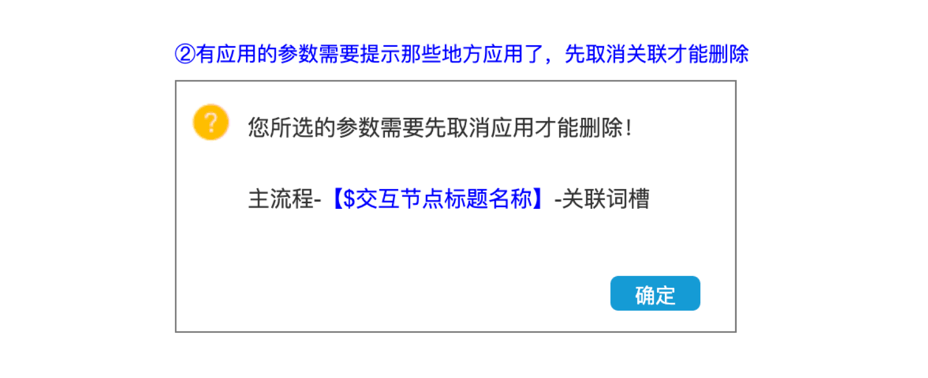 ②有应用的参数需要提示那些地方应用了，先取消关联才能删除
?
您所选的参数需要先取消应用才能删除！
主流程-【$交互节点标题名称】-关联词槽
确定